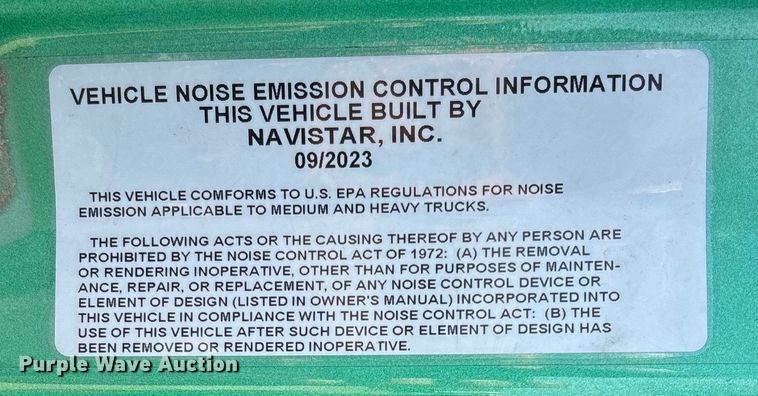 VEHICLE NOISE EMISSION CONTROL INFORMATION
THIS VEHICLE BUILT BY
NAVISTAR, INC.
09/2023
THIS VEHICLE COMFORMS TO U.S. EPA REGULATIONS FOR NOISE
EMISSION APPLICABLE TO MEDIUM AND HEAVY TRUCKS.
THE FOLLOWING ACTS OR THE CAUSING THEREOF BY ANY PERSON ARE
PROHIBITED BY THE NOISE CONTROL ACT OF 1972: (A) THE REMOVAL
OR RENDERING INOPERATIVE, OTHER THAN FOR PURPOSES OF MAINTEN-
ANCE, REPAIR, OR REPLACEMENT, OF ANY NOISE CONTROL DEVICE OR
ELEMENT OF DESIGN (LISTED IN OWNER'S MANUAL) INCORPORATED INTO
THIS VEHICLE IN COMPLIANCE WITH THE NOISE CONTROL ACT: (B) THE
USE OF THIS VEHICLE AFTER SUCH DEVICE OR ELEMENT OF DESIGN HAS
BEEN REMOVED OR RENDERED INOPERATIVE.
Purple Wave Auction